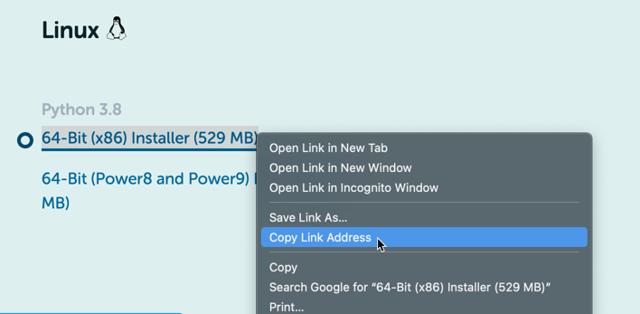 Linux
Python 3.8
64-Bit (x86) Installer (529 MB)
64-Bit (Power8 and Power9)
MB)
Open Link in New Tab
Open Link in New Window
Open Link in Incognito Window
Save Link As...
Copy Link Address
Copy
Search Google for “64-Bit (x86) Installer (529 MB)”
Print...